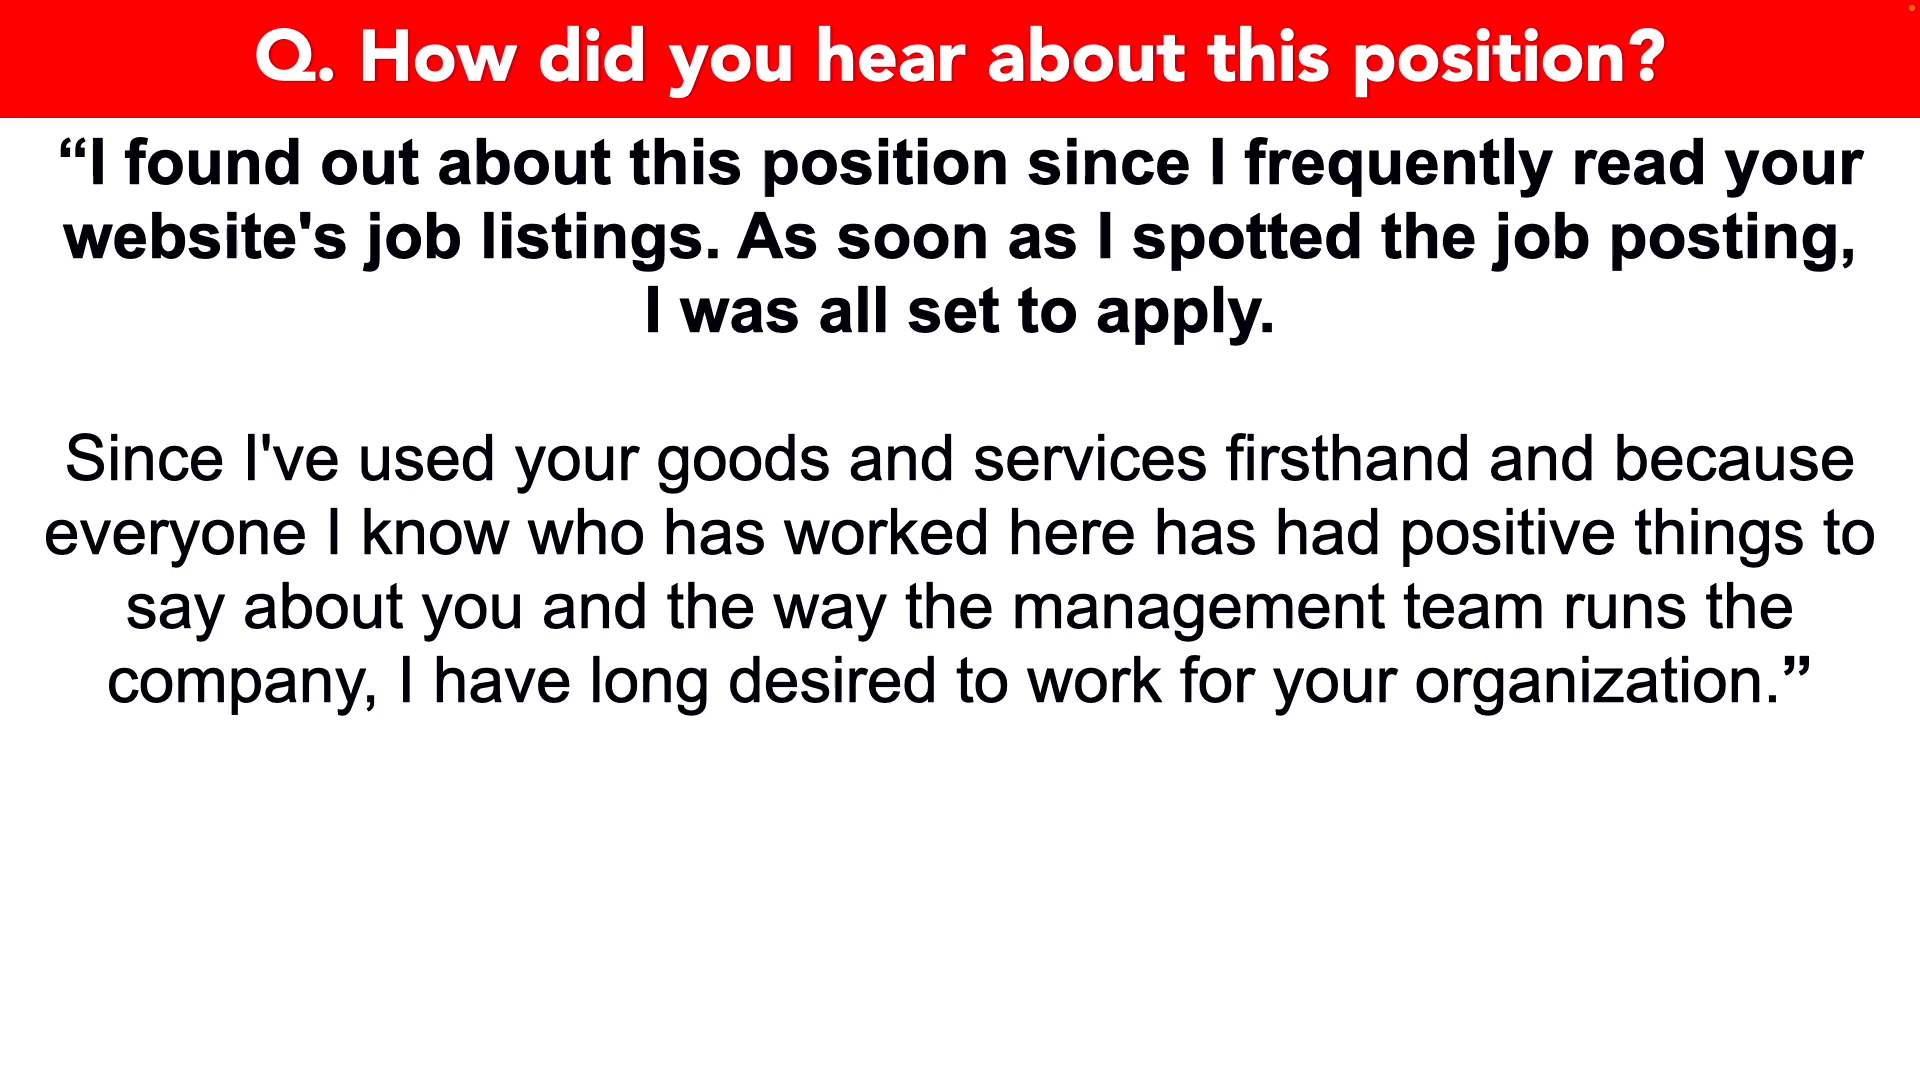 Q. How did you hear about this position?
“I found out about this position since I frequently read your
website's job listings. As soon as I spotted the job posting,
I was all set to apply.
Since I've used your goods and services firsthand and because
everyone I know who has worked here has had positive things to
say about you and the way the management team runs the
company, I have long desired to work for your organization.”